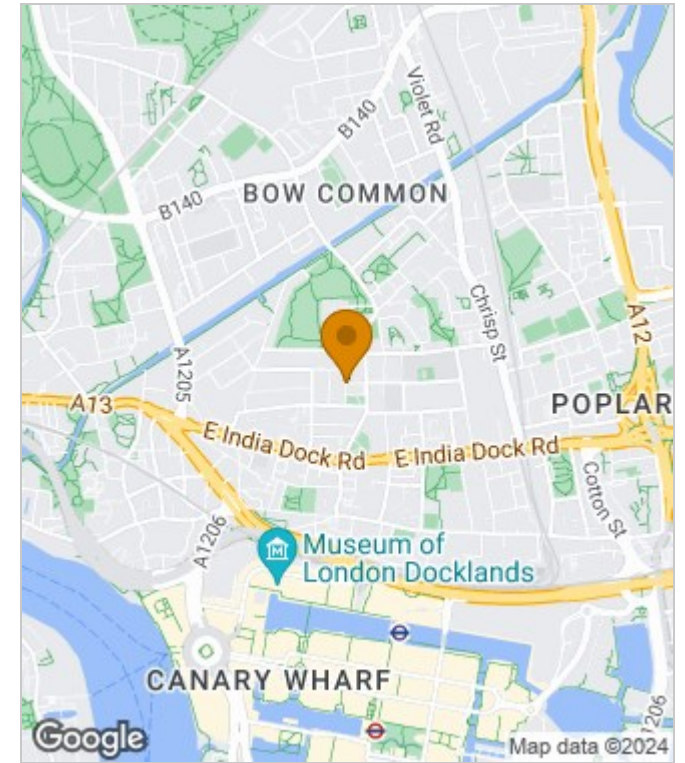 Violet Rd
B140
BOW COMMON
B140
Chrisp St
A12
A1205
A13
POPLAR
E India Dock Rd
E India Dock Rd
Cotton St
A1206
Museum of
London Docklands
CANARY WHARF
1206
Google
Map data ©2024